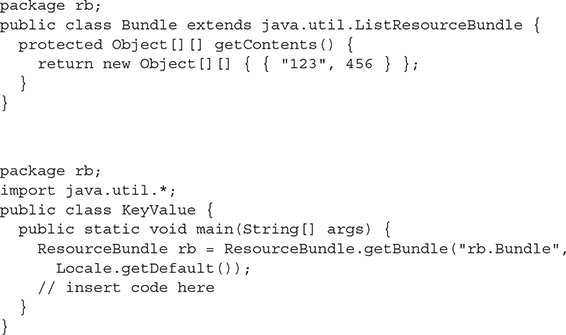 package rb;
public class Bundle extends java.util.ListResourceBundle {
  protected Object[][] getContents() {
    return new Object[][] { { "123", 456 } };
  }
}

package rb;
import java.util.*;
public class KeyValue {
  public static void main(String[] args) {
    ResourceBundle rb = ResourceBundle.getBundle("rb.Bundle",
      Locale.getDefault());
    // insert code here
  }
}